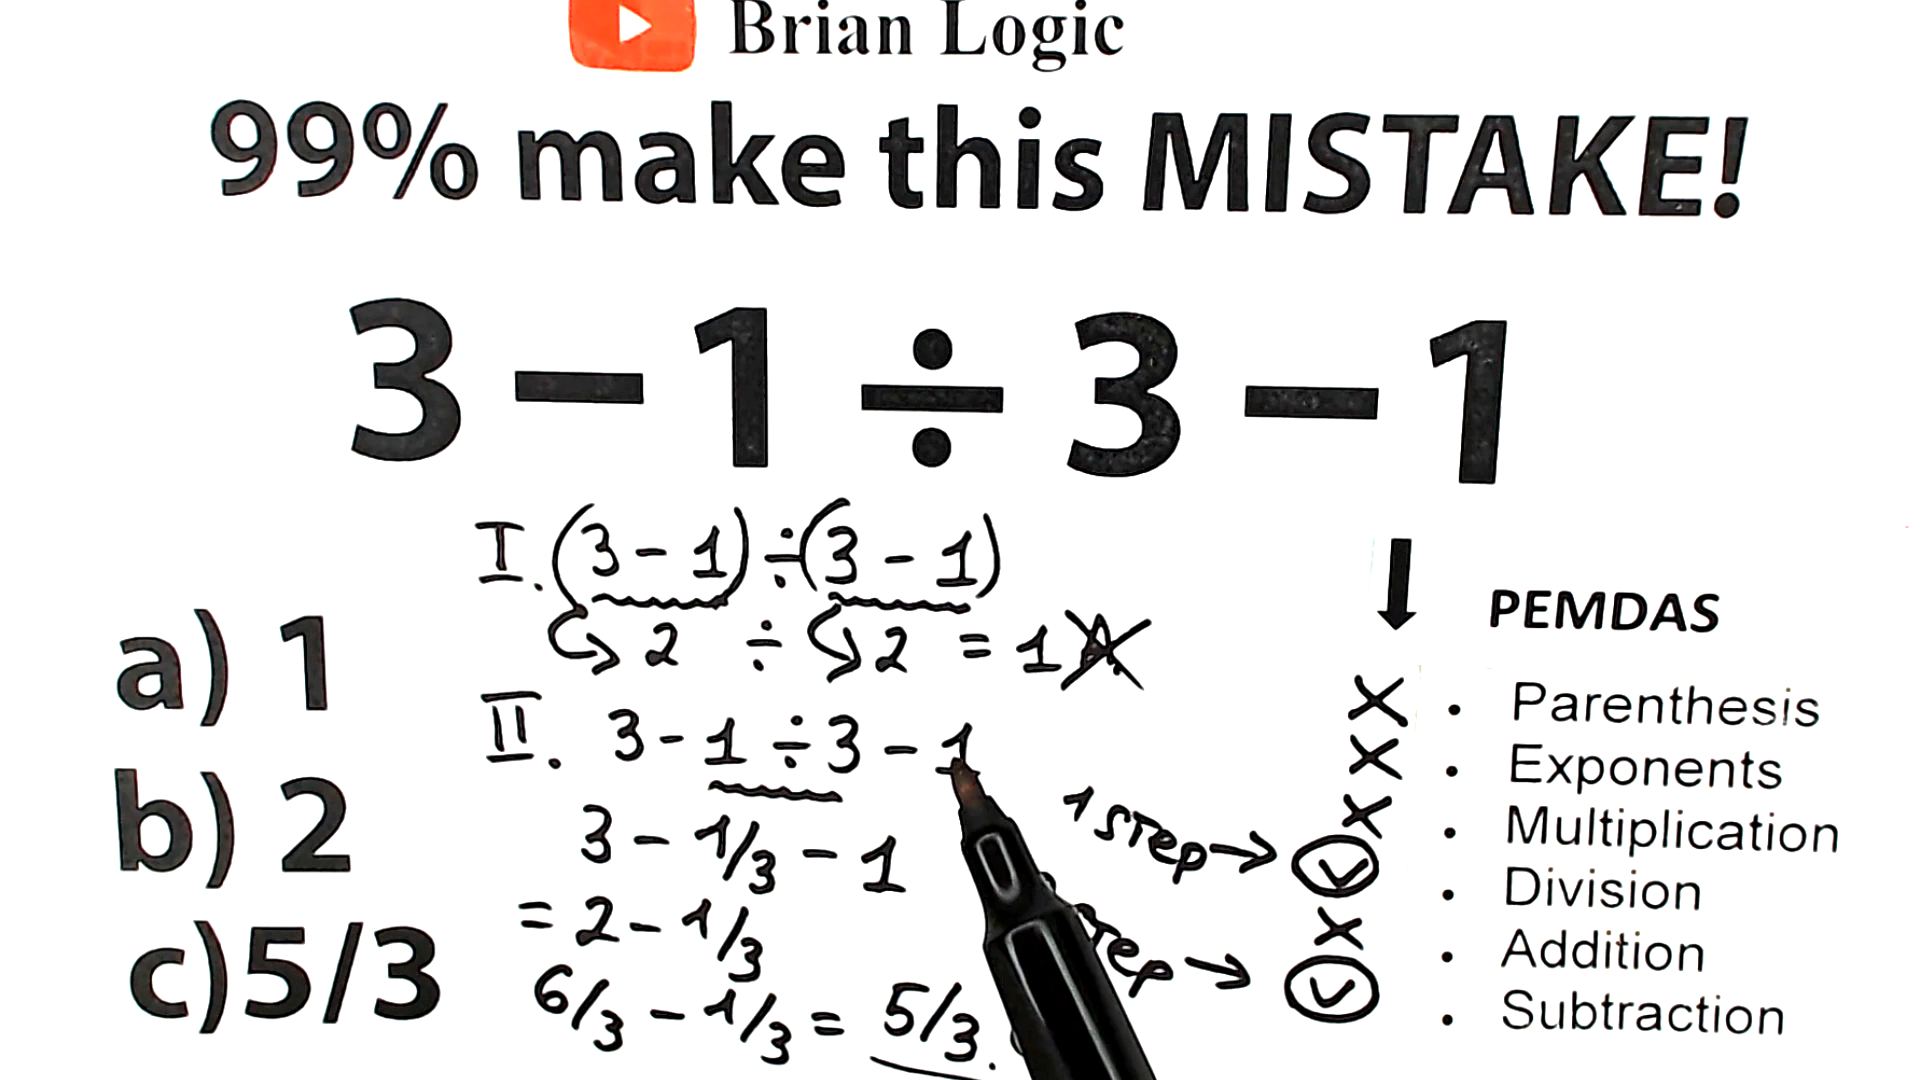 Brian Logic
99% make this MISTAKE!
3 – 1 ÷ 3 – 1
I. (3 - 1) ÷ (3 - 1)
2 ÷ 2 = 1
II. 3 - 1 ÷ 3 - 1
3 - 1/3 - 1
= 2 - 1/3
6/3 - 1/3 = 5/3.
a) 1
b) 2
c) 5/3
PEMDAS
X • Parenthesis
X • Exponents
X • Multiplication
1 step → • Division
X • Addition
→ • Subtraction